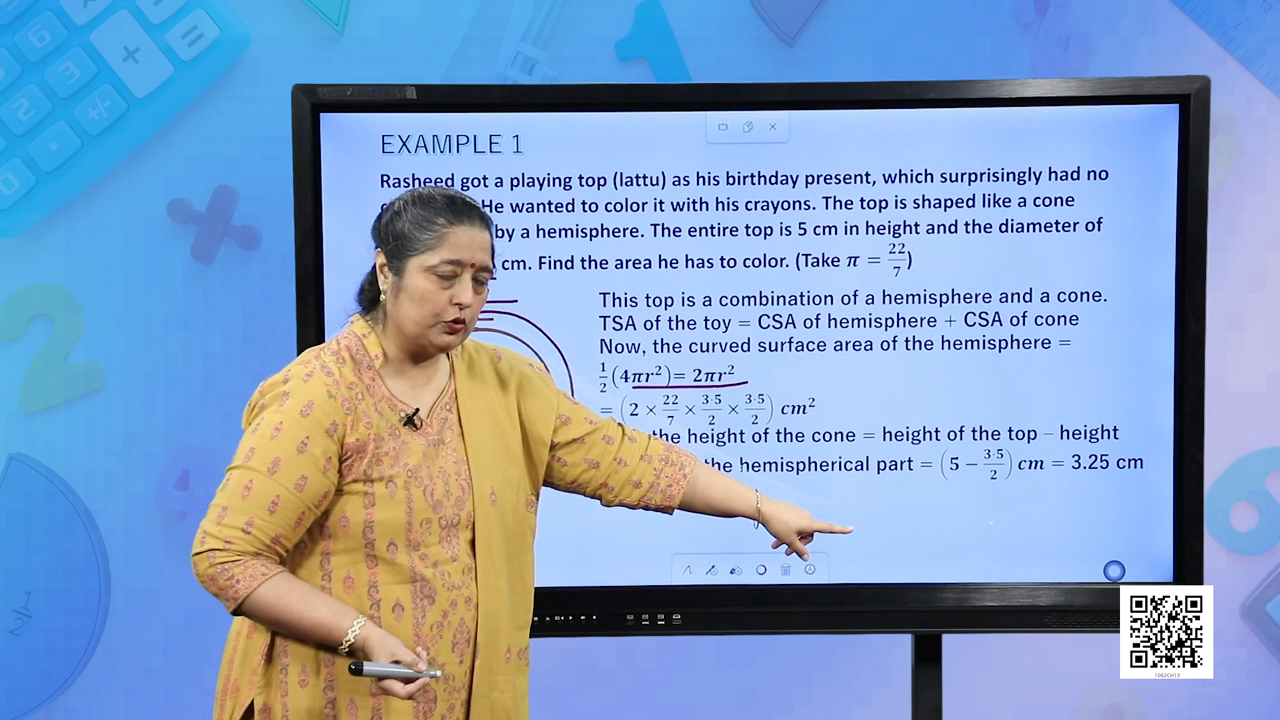 EXAMPLE 1
Rasheed got a playing top (lattu) as his birthday present, which surprisingly had no
He wanted to color it with his crayons. The top is shaped like a cone
by a hemisphere. The entire top is 5 cm in height and the diameter of
cm. Find the area he has to color. (Take π = 22/7)
This top is a combination of a hemisphere and a cone.
TSA of the toy = CSA of hemisphere + CSA of cone
Now, the curved surface area of the hemisphere =
1/2 (4πr²)= 2πr²
= (2 × 22/7 × 3·5/2 × 3·5/2) cm²
the height of the cone = height of the top – height
the hemispherical part = (5 − 3·5/2) cm = 3.25 cm
1062CH13